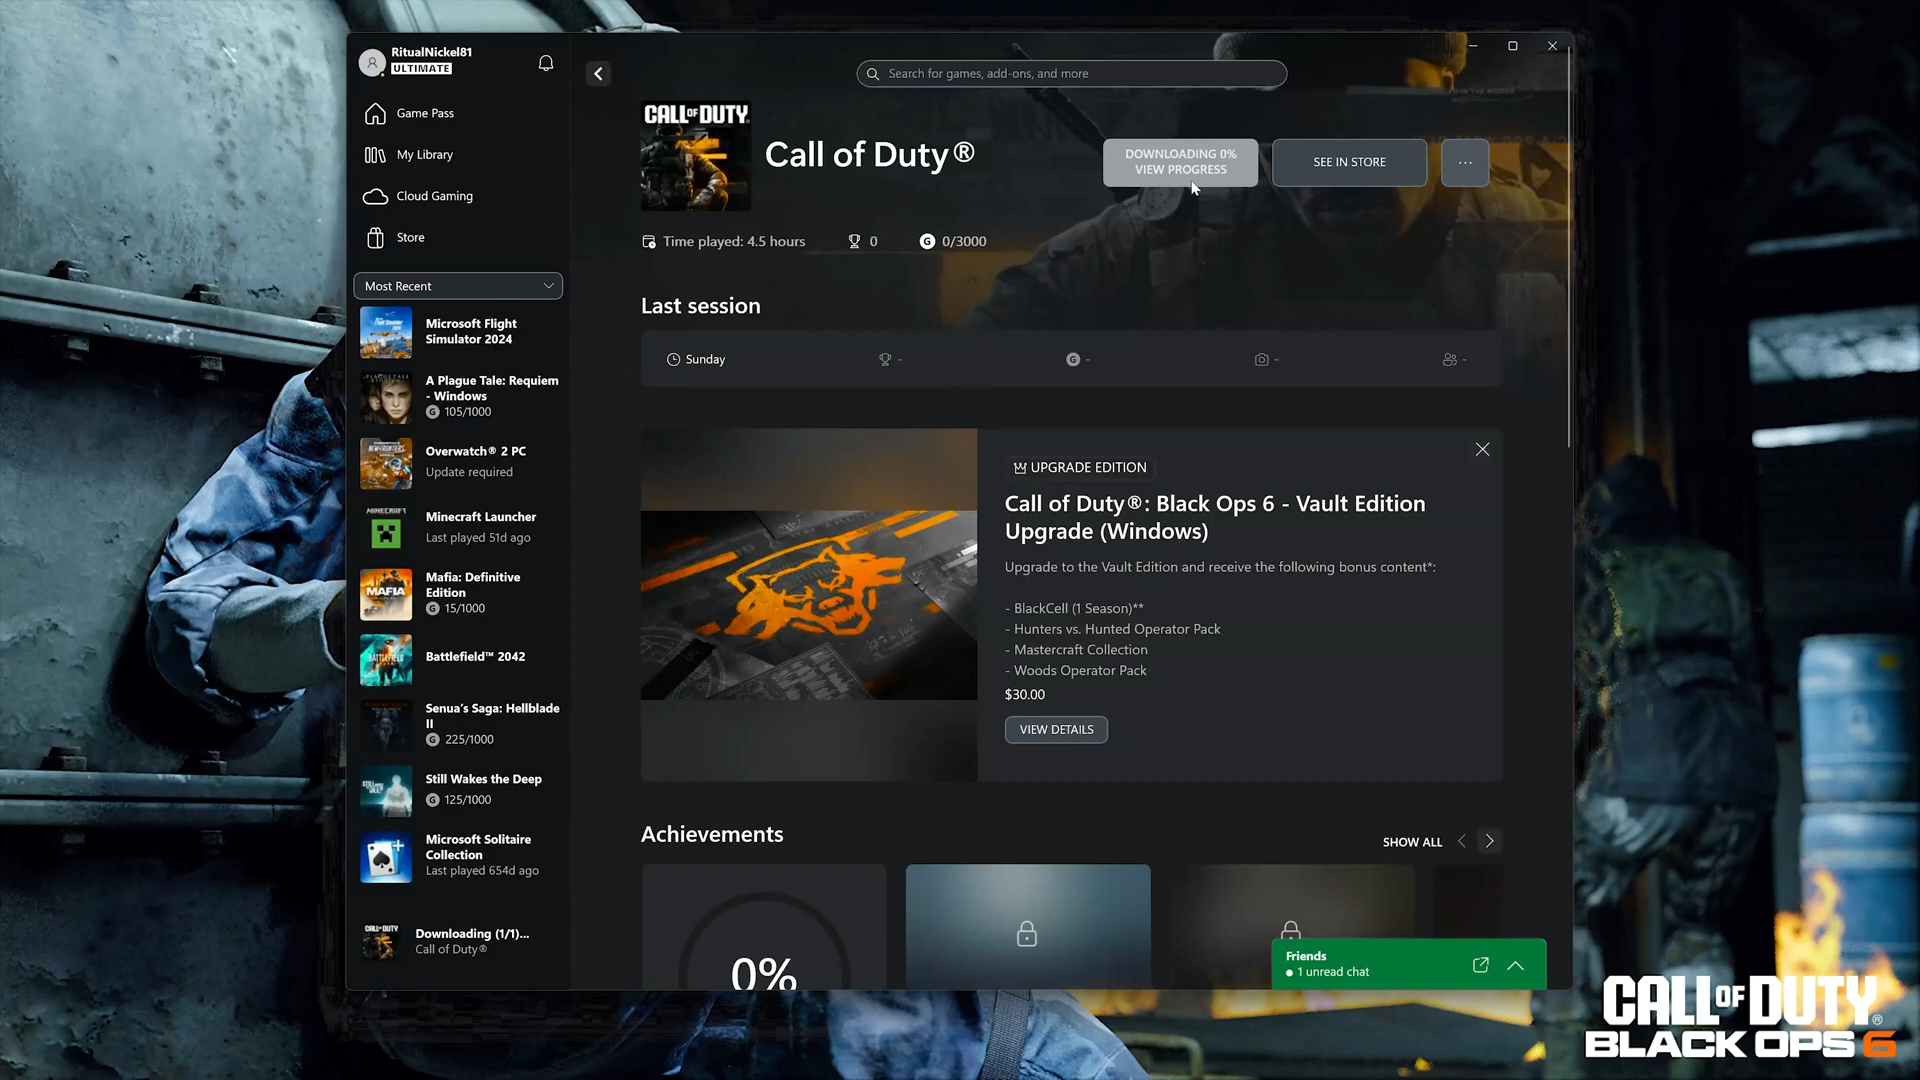 RitualNickel81
ULTIMATE
Game Pass
My Library
Cloud Gaming
Store
Most Recent
Microsoft Flight
Simulator 2024
A Plague Tale: Requiem
- Windows
105/1000
Overwatch® 2 PC
Update required
MINECRAFT
Minecraft Launcher
Last played 51d ago
MAFIA
Mafia: Definitive
Edition
15/1000
Battlefield™ 2042
Senua's Saga: Hellblade
II
225/1000
Still Wakes the Deep
125/1000
Microsoft Solitaire
Collection
Last played 654d ago
CALL OF DUTY
Downloading (1/1)...
Call of Duty®
Search for games, add-ons, and more
CALL OF DUTY
Call of Duty®
DOWNLOADING 0%
VIEW PROGRESS
SEE IN STORE
...
Time played: 4.5 hours
0
0/3000
Last session
Sunday
-
-
-
-
UPGRADE EDITION
Call of Duty®: Black Ops 6 - Vault Edition
Upgrade (Windows)
Upgrade to the Vault Edition and receive the following bonus content*:
- BlackCell (1 Season)**
- Hunters vs. Hunted Operator Pack
- Mastercraft Collection
- Woods Operator Pack
$30.00
VIEW DETAILS
Achievements
SHOW ALL
0%
Friends
1 unread chat
CALL OF DUTY®
BLACK OPS 6